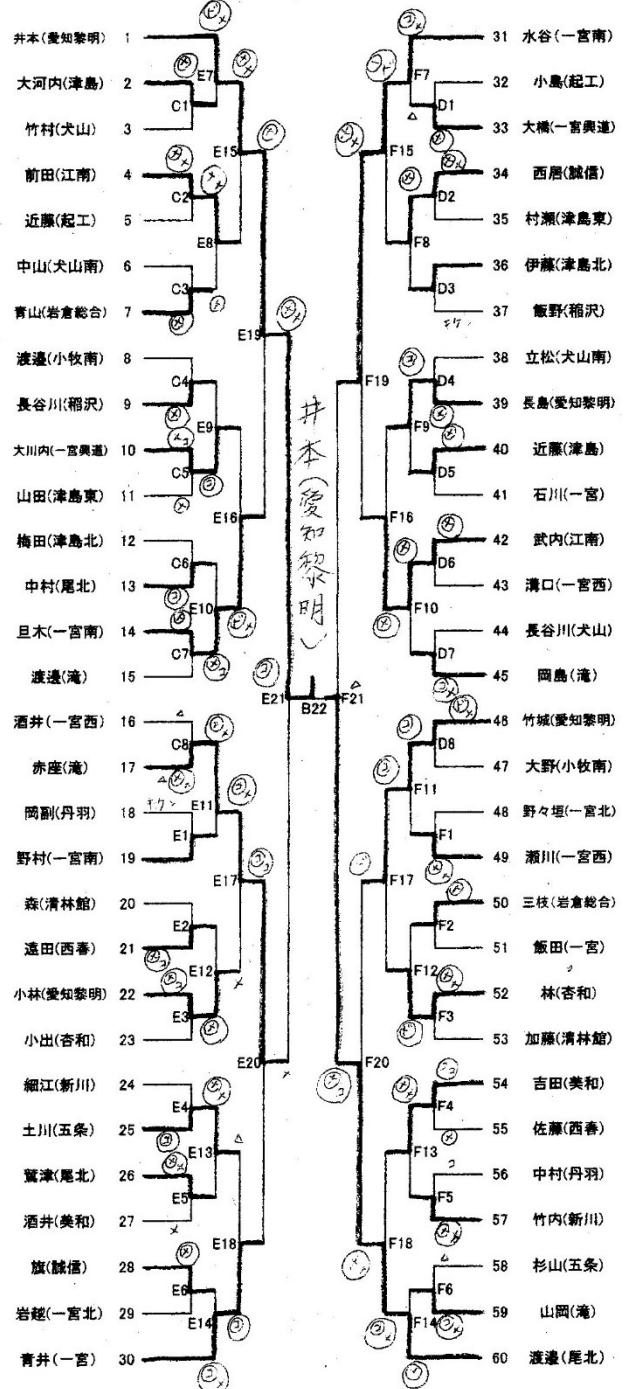 井本(愛知黎明) 1
大河内(津島) 2
竹村(犬山) 3
前田(江南) 4
近藤(起工) 5
中山(犬山南) 6
青山(岩倉総合) 7
渡邉(小牧南) 8
長谷川(稲沢) 9
大川内(一宮興道) 10
山田(津島東) 11
梅田(津島北) 12
中村(尾北) 13
旦木(一宮南) 14
渡邉(滝) 15
酒井(一宮西) 16
赤座(滝) 17
岡副(丹羽) 18
野村(一宮南) 19
森(清林館) 20
遠田(西春) 21
小林(愛知黎明) 22
小出(杏和) 23
細江(新川) 24
土川(五条) 25
鷲津(尾北) 26
酒井(美和) 27
旗(誠信) 28
岩越(一宮北) 29
青井(一宮) 30
C1
C2
C3
C4
C5
C6
C7
C8
E1
E2
E3
E4
E5
E6
E7
E8
E9
E10
E11
E12
E13
E14
E15
E16
E17
E18
E19
E20
E21
B22
井本(愛知黎明)
F21
F19
F20
F15
F16
F17
F18
F7
F8
F9
F10
F11
F12
F13
F14
D1
D2
D3
D4
D5
D6
D7
D8
F1
F2
F3
F4
F5
F6
31 水谷(一宮南)
32 小島(起工)
33 大橋(一宮興道)
34 西居(誠信)
35 村瀬(津島東)
36 伊藤(津島北)
37 飯野(稲沢)
キケン
38 立松(犬山南)
39 長島(愛知黎明)
40 近藤(津島)
41 石川(一宮)
42 武内(江南)
43 溝口(一宮西)
44 長谷川(犬山)
45 岡島(滝)
46 竹城(愛知黎明)
47 大野(小牧南)
48 野々垣(一宮北)
49 瀬川(一宮西)
50 三枝(岩倉総合)
51 飯田(一宮)
52 林(杏和)
53 加藤(清林館)
54 吉田(美和)
55 佐藤(西春)
56 中村(丹羽)
57 竹内(新川)
58 杉山(五条)
59 山岡(滝)
60 渡邉(尾北)